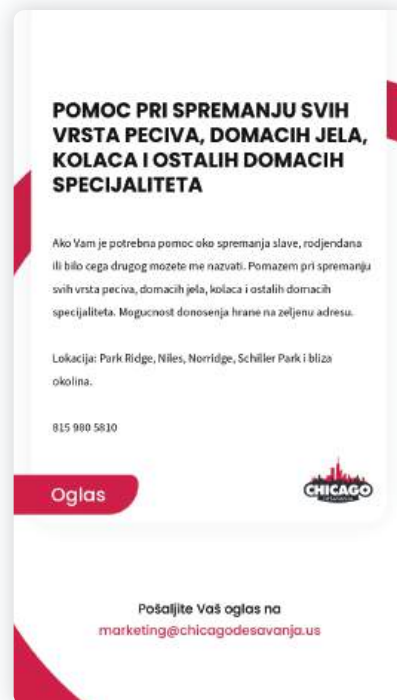 POMOC PRI SPREMANJU SVIH
VRSTA PECIVA, DOMACIH JELA,
KOLACA I OSTALIH DOMACIH
SPECIJALITETA
Ako Vam je potrebna pomoc oko spremanja slave, rodjendana
ili bilo cega drugog mozete me nazvati. Pomazem pri spremanju
svih vrsta peciva, domacih jela, kolaca i ostalih domacih
specijaliteta. Mogucnost donosenja hrane na zeljenu adresu.
Lokacija: Park Ridge, Niles, Norridge, Schiller Park i bliza
okolina.
815 980 5810
Oglas
CHICAGO
Pošaljite Vaš oglas na
marketing@chicagodesavanja.us